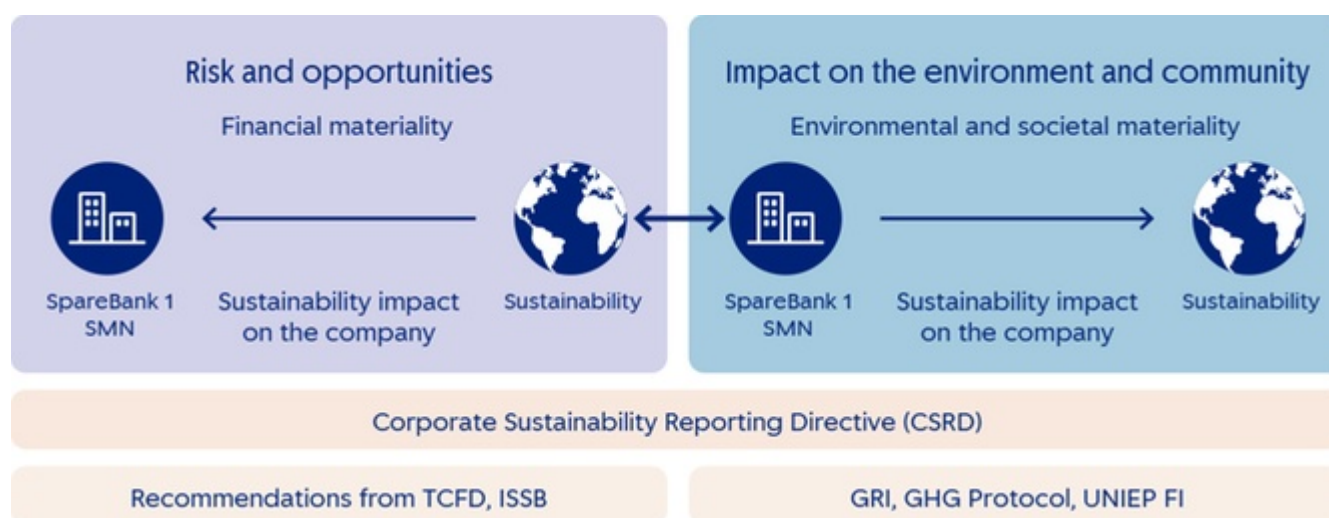 Risk and opportunities
Financial materiality
SpareBank 1
SMN
Sustainability impact
on the company
Sustainability
Impact on the environment and community
Environmental and societal materiality
SpareBank 1
SMN
Sustainability impact
on the company
Sustainability
Corporate Sustainability Reporting Directive (CSRD)
Recommendations from TCFD, ISSB
GRI, GHG Protocol, UNIEP FI